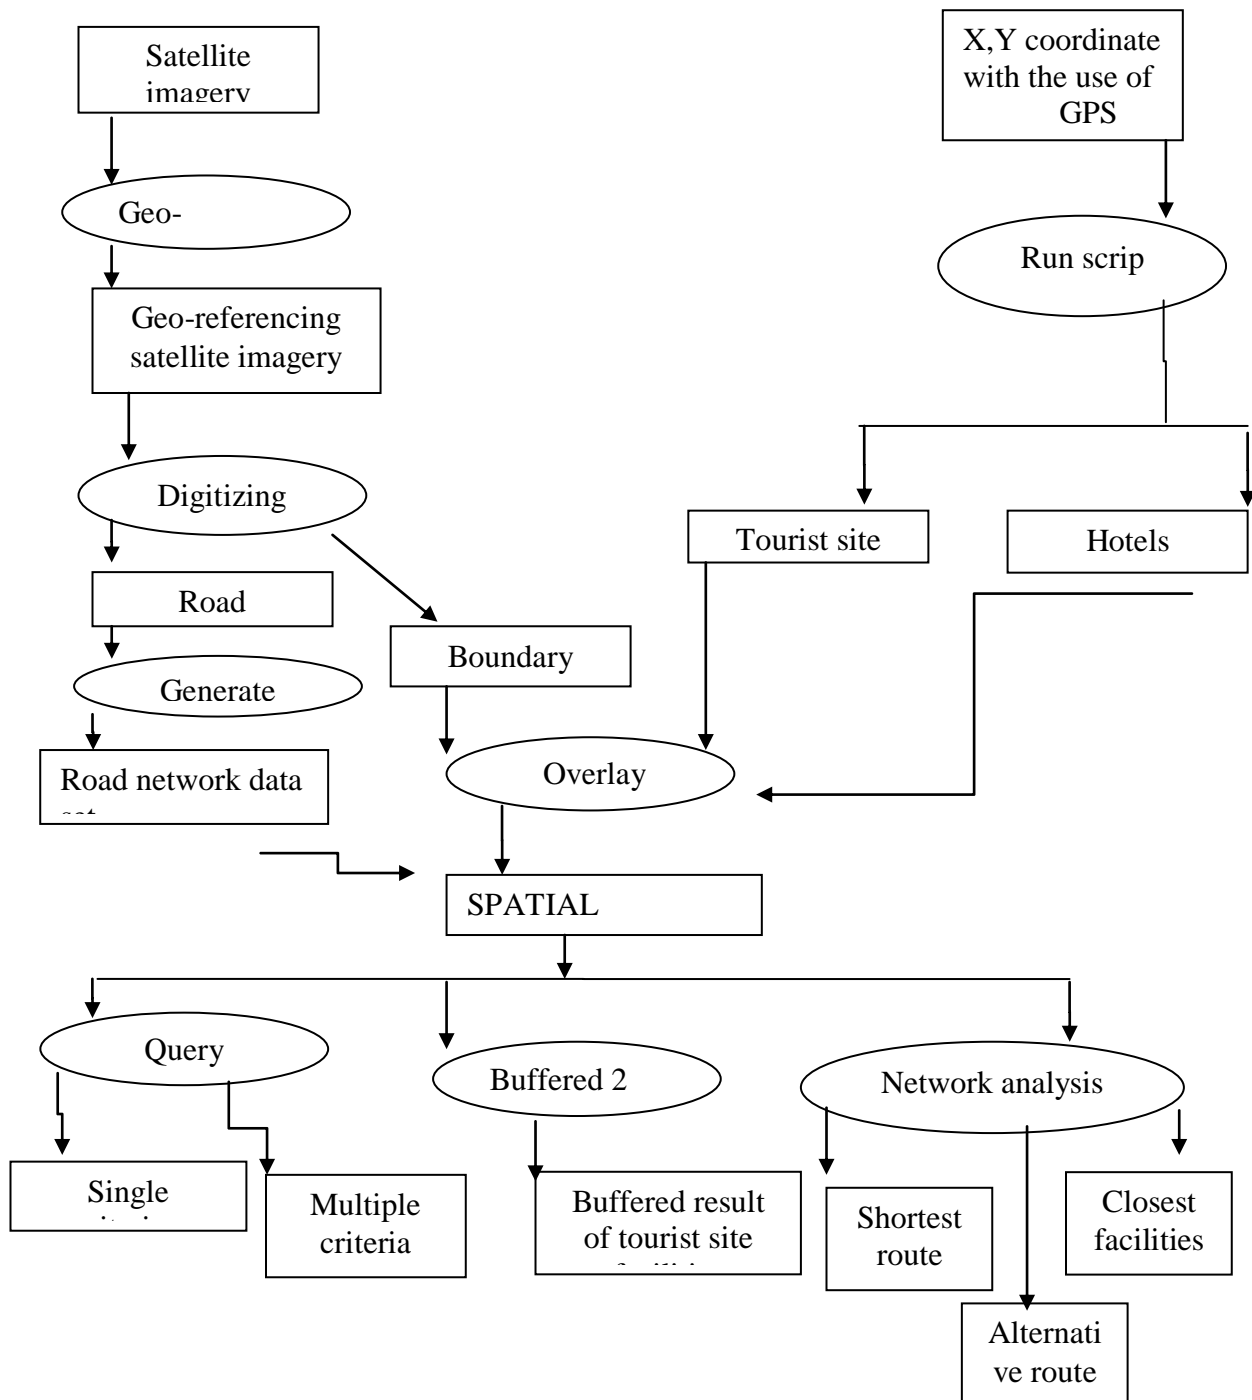 Satellite
imagery
X,Y coordinate
with the use of
GPS
Geo-
Run scrip
Geo-referencing
satellite imagery
Digitizing
Tourist site
Hotels
Road
Boundary
Generate
Overlay
Road network data
SPATIAL
Query
Buffered 2
Network analysis
Single
Multiple
criteria
Buffered result
of tourist site
Shortest
route
Closest
facilities
Alternati
ve route